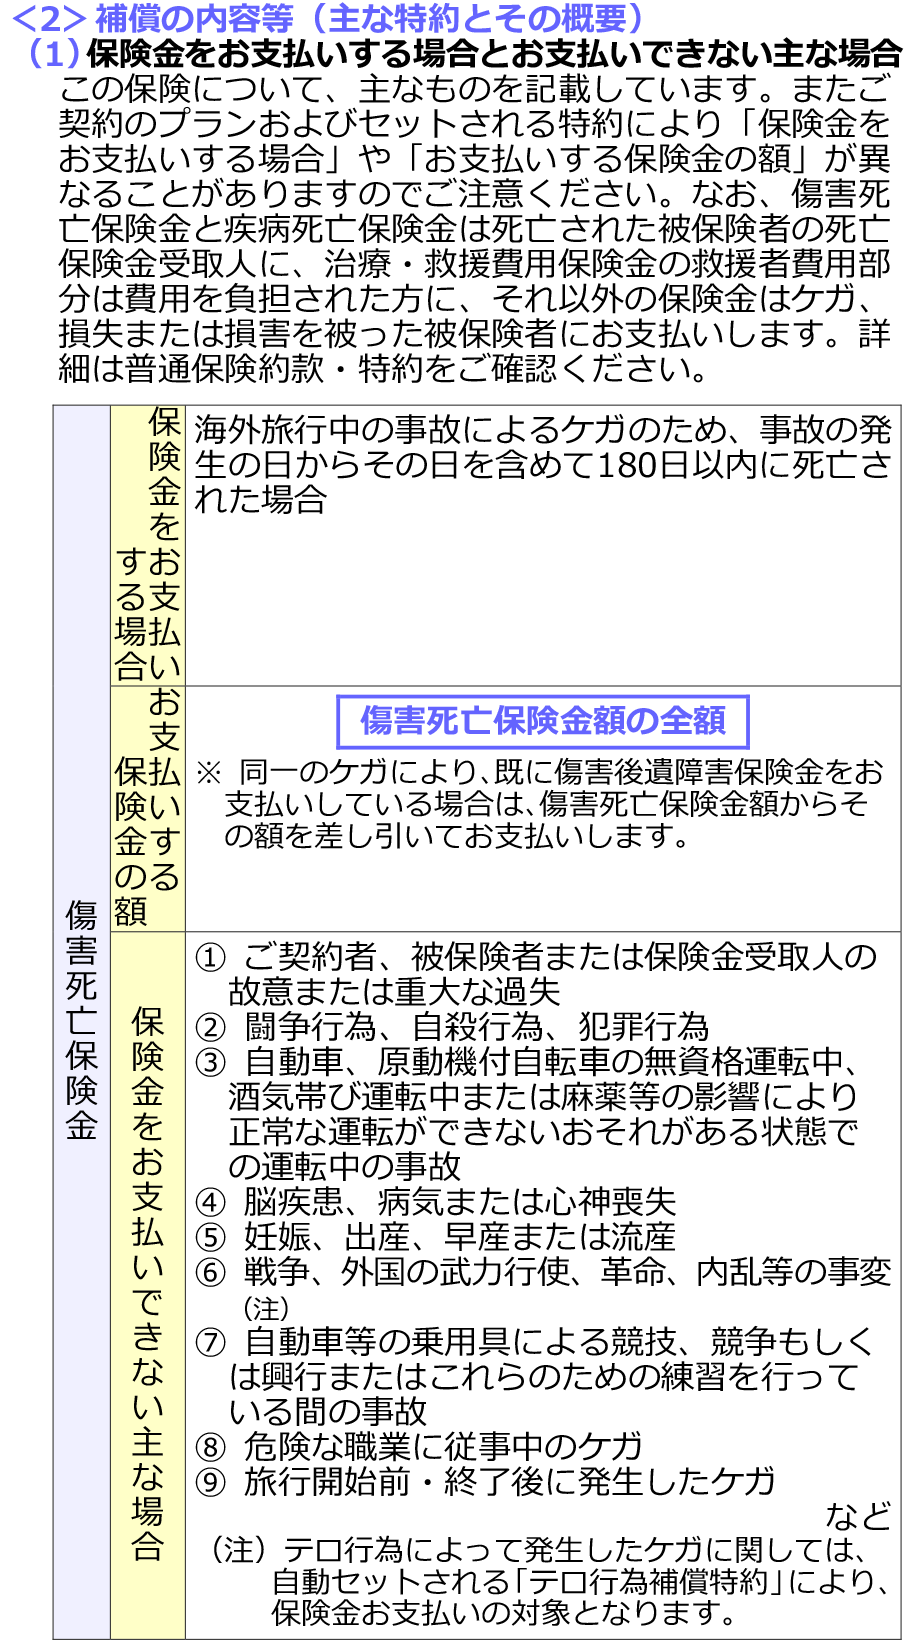 <2> 補償の内容等（主な特約とその概要）
（1）保険金をお支払いする場合とお支払いできない主な場合
この保険について、主なものを記載しています。またご
契約のプランおよびセットされる特約により「保険金を
お支払いする場合」や「お支払いする保険金の額」が異
なることがありますのでご注意ください。なお、傷害死
亡保険金と疾病死亡保険金は死亡された被保険者の死亡
保険金受取人に、治療・救援費用保険金の救援者費用部
分は費用を負担された方に、それ以外の保険金はケガ、
損失または損害を被った被保険者にお支払いします。詳
細は普通保険約款・特約をご確認ください。
傷害死亡保険金
保険金をお支払い
する場合
海外旅行中の事故によるケガのため、事故の発
生の日からその日を含めて180日以内に死亡さ
れた場合
お支払いする
保険金の額
傷害死亡保険金額の全額
※ 同一のケガにより、既に傷害後遺障害保険金をお
支払いしている場合は、傷害死亡保険金額からそ
の額を差し引いてお支払いします。
保険金をお支払いできない主な場合
① ご契約者、被保険者または保険金受取人の
故意または重大な過失
② 闘争行為、自殺行為、犯罪行為
③ 自動車、原動機付自転車の無資格運転中、
酒気帯び運転中または麻薬等の影響により
正常な運転ができないおそれがある状態で
の運転中の事故
④ 脳疾患、病気または心神喪失
⑤ 妊娠、出産、早産または流産
⑥ 戦争、外国の武力行使、革命、内乱等の事変
（注）
⑦ 自動車等の乗用具による競技、競争もしく
は興行またはこれらのための練習を行って
いる間の事故
⑧ 危険な職業に従事中のケガ
⑨ 旅行開始前・終了後に発生したケガ
など
（注）テロ行為によって発生したケガに関しては、
自動セットされる「テロ行為補償特約」により、
保険金お支払いの対象となります。